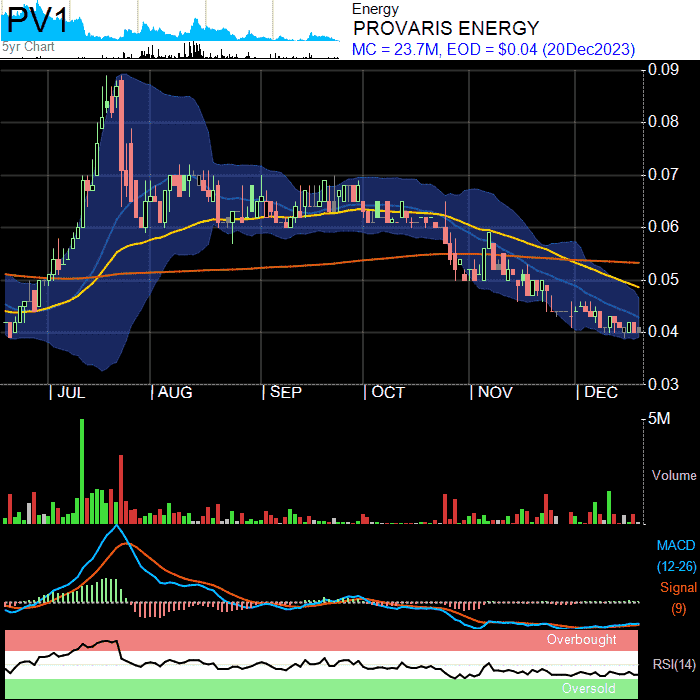 PV1
5yr Chart
Energy
PROVARIS ENERGY
MC = 23.7M, EOD = $0.04 (20Dec2023)
0.09
0.08
0.07
0.06
0.05
0.04
0.03
| JUL | AUG | SEP | OCT | NOV | DEC
5M
Volume
MACD
(12-26)
Signal
(9)
Overbought
RSI(14)
Oversold